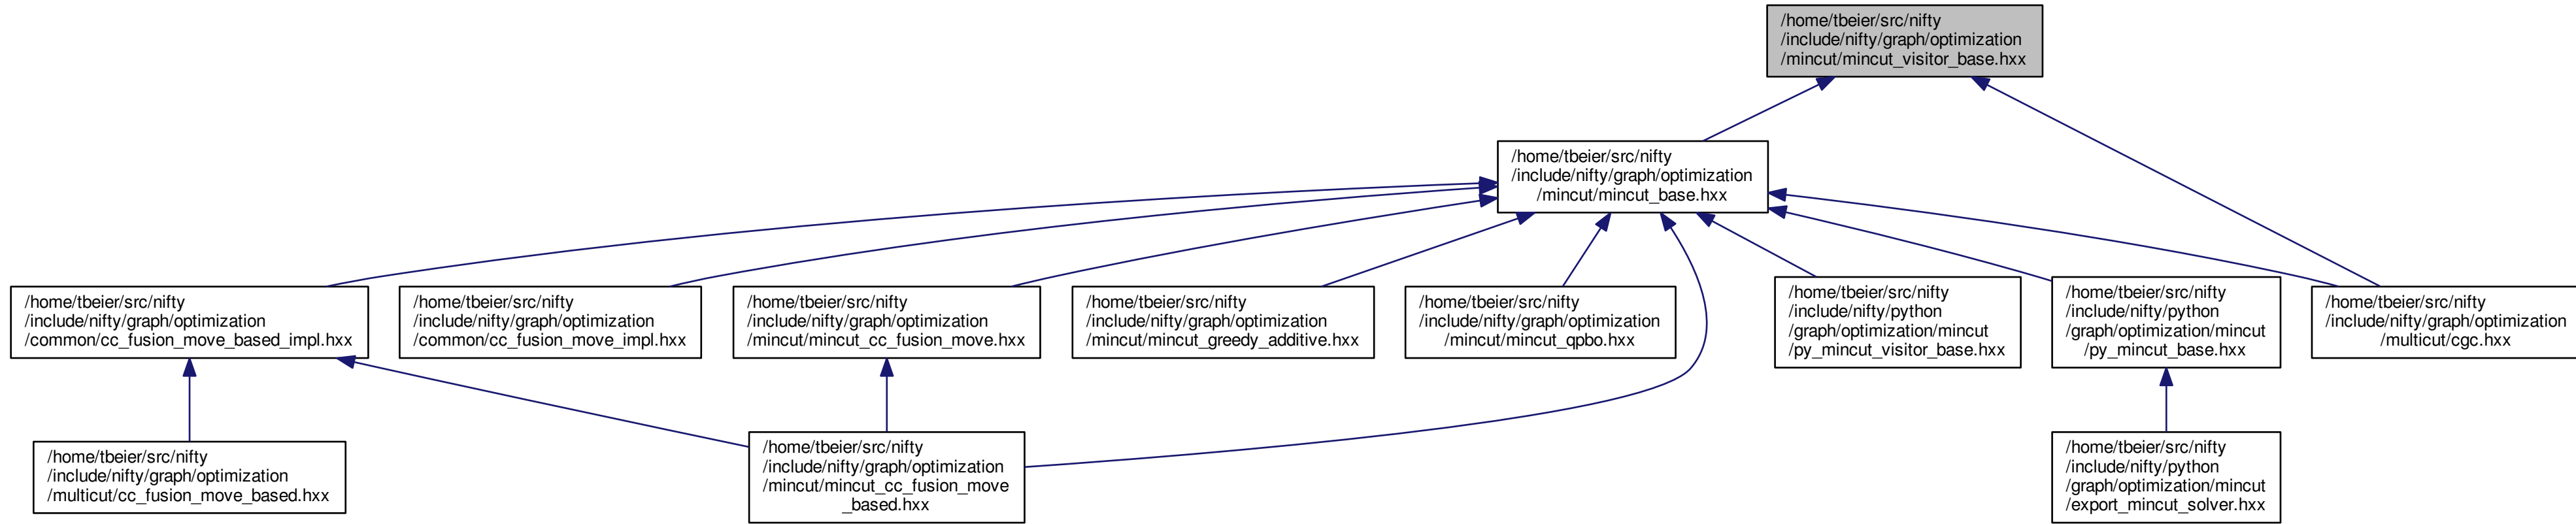 /home/tbeier/src/nifty
/include/nifty/graph/optimization
/mincut/mincut_visitor_base.hxx
/home/tbeier/src/nifty
/include/nifty/graph/optimization
/mincut/mincut_base.hxx
/home/tbeier/src/nifty
/include/nifty/graph/optimization
/common/cc_fusion_move_based_impl.hxx
/home/tbeier/src/nifty
/include/nifty/graph/optimization
/common/cc_fusion_move_impl.hxx
/home/tbeier/src/nifty
/include/nifty/graph/optimization
/mincut/mincut_cc_fusion_move.hxx
/home/tbeier/src/nifty
/include/nifty/graph/optimization
/mincut/mincut_greedy_additive.hxx
/home/tbeier/src/nifty
/include/nifty/graph/optimization
/mincut/mincut_qpbo.hxx
/home/tbeier/src/nifty
/include/nifty/python
/graph/optimization/mincut
/py_mincut_visitor_base.hxx
/home/tbeier/src/nifty
/include/nifty/python
/graph/optimization/mincut
/py_mincut_base.hxx
/home/tbeier/src/nifty
/include/nifty/graph/optimization
/multicut/cgc.hxx
/home/tbeier/src/nifty
/include/nifty/graph/optimization
/multicut/cc_fusion_move_based.hxx
/home/tbeier/src/nifty
/include/nifty/graph/optimization
/mincut/mincut_cc_fusion_move
_based.hxx
/home/tbeier/src/nifty
/include/nifty/python
/graph/optimization/mincut
/export_mincut_solver.hxx